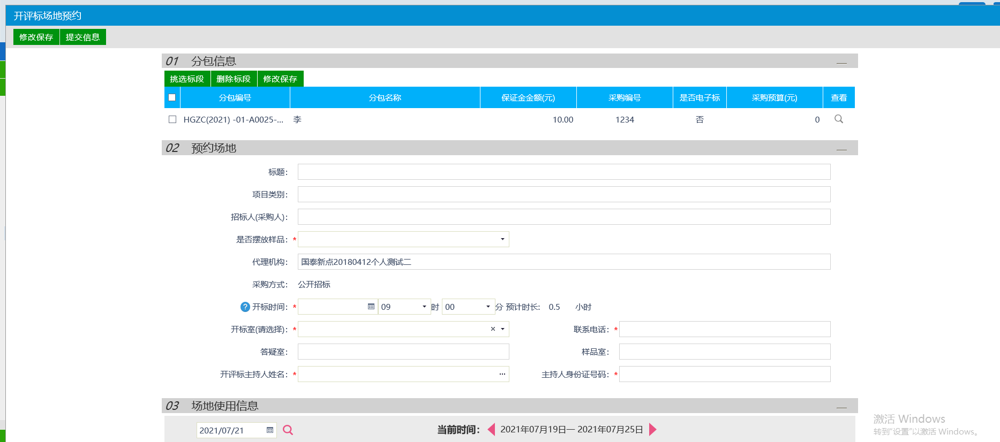 开评标场地预约
修改保存 提交信息
01 分包信息
挑选标段 删除标段 修改保存
分包编号 分包名称 保证金金额(元) 采购编号 是否电子标 采购预算(元) 查看
HGZC(2021) -01-A0025-... 李 10.00 1234 否 0
02 预约场地
标题：
项目类别：
招标人(采购人)：
是否摆放样品：*
代理机构： 国泰新点20180412个人测试二
采购方式： 公开招标
? 开标时间：* 09 时 00 分 预计时长: 0.5 小时
开标室(请选择)：* × 联系电话：*
答疑室： 样品室：
开评标主持人姓名：* ... 主持人身份证号码：*
03 场地使用信息
2021/07/21 当前时间： 2021年07月19日— 2021年07月25日
激活 Windows
转到"设置"以激活 Windows。